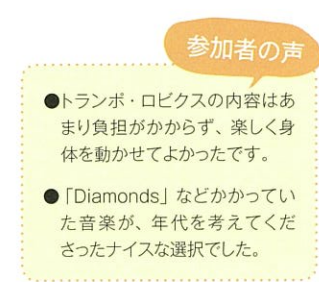 参加者の声
●トランポ・ロビクスの内容はあ
まり負担がかからず、楽しく身
体を動かせてよかったです。
●「Diamonds」などかかってい
た音楽が、年代を考えてくだ
さったナイスな選択でした。